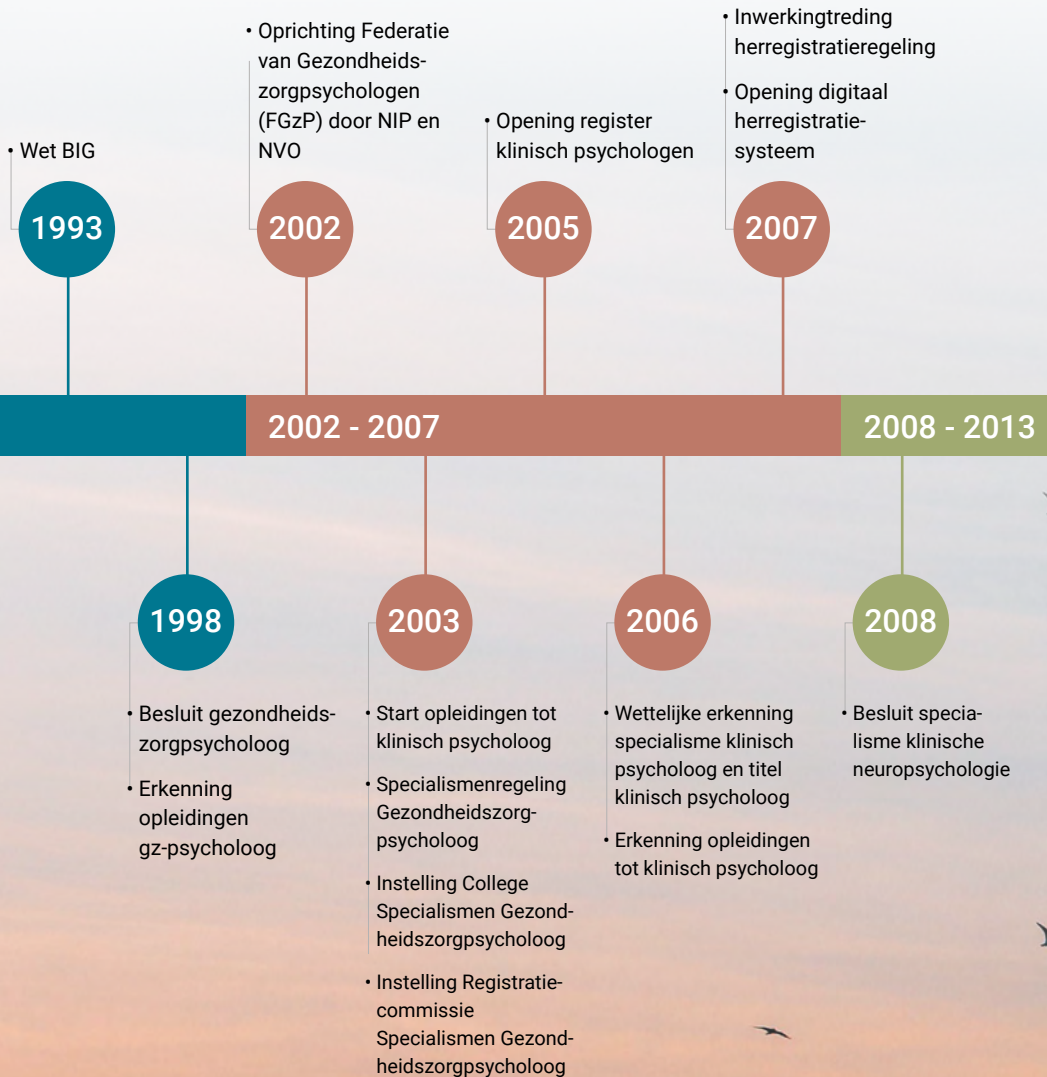 • Wet BIG
1993
• Oprichting Federatie
van Gezondheids-
zorgpsychologen
(FGzP) door NIP en
NVO
2002
• Opening register
klinisch psychologen
2005
• Inwerkingtreding
herregistratieregeling
• Opening digitaal
herregistratie-
systeem
2007
2002 - 2007
2008 - 2013
1998
• Besluit gezondheids-
zorgpsycholoog
• Erkenning
opleidingen
gz-psycholoog
2003
• Start opleidingen tot
klinisch psycholoog
• Specialismenregeling
Gezondheidszorg-
psycholoog
• Instelling College
Specialismen Gezond-
heidszorgpsycholoog
• Instelling Registratie-
commissie
Specialismen Gezond-
heidszorgpsycholoog
2006
• Wettelijke erkenning
specialisme klinisch
psycholoog en titel
klinisch psycholoog
• Erkenning opleidingen
tot klinisch psycholoog
2008
• Besluit specia-
lisme klinische
neuropsychologie